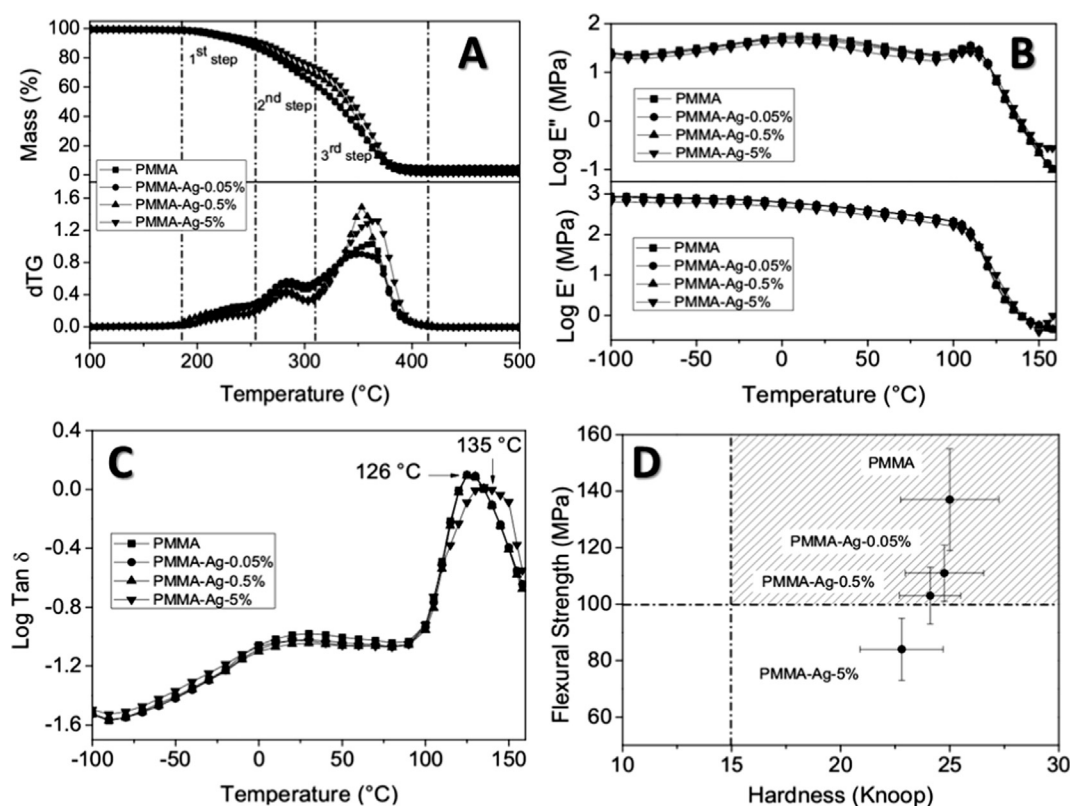 A
100
80
60
40
20
0
Mass (%)
1st step
2nd step
3rd step
PMMA
PMMA-Ag-0.05%
PMMA-Ag-0.5%
PMMA-Ag-5%
1.6
1.2
0.8
0.4
0.0
dTG
100 200 300 400 500
Temperature (°C)
B
2
1
0
-1
Log E" (MPa)
PMMA
PMMA-Ag-0.05%
PMMA-Ag-0.5%
PMMA-Ag-5%
3
2
1
0
Log E' (MPa)
PMMA
PMMA-Ag-0.05%
PMMA-Ag-0.5%
PMMA-Ag-5%
-100 -50 0 50 100 150
Temperature (°C)
C
0.4
0.0
-0.4
-0.8
-1.2
-1.6
Log Tan δ
135 °C
126 °C
PMMA
PMMA-Ag-0.05%
PMMA-Ag-0.5%
PMMA-Ag-5%
-100 -50 0 50 100 150
Temperature (°C)
D
160
140
120
100
80
60
Flexural Strength (MPa)
PMMA
PMMA-Ag-0.05%
PMMA-Ag-0.5%
PMMA-Ag-5%
10 15 20 25 30
Hardness (Knoop)